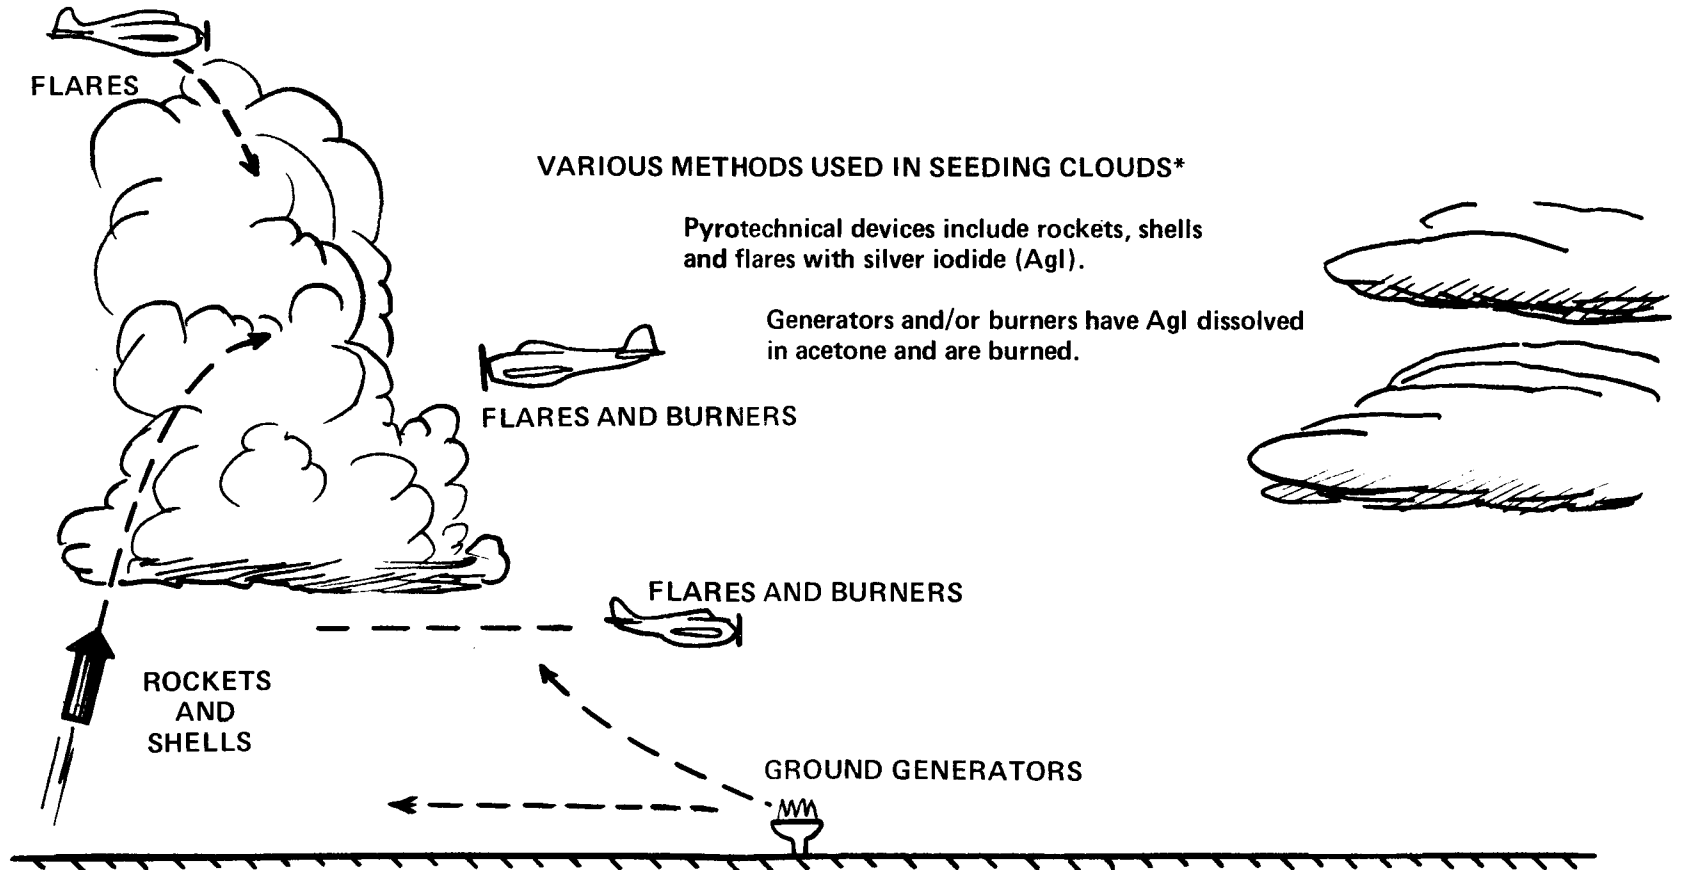 FLARES
VARIOUS METHODS USED IN SEEDING CLOUDS*
Pyrotechnical devices include rockets, shells
and flares with silver iodide (AgI).
Generators and/or burners have AgI dissolved
in acetone and are burned.
FLARES AND BURNERS
FLARES AND BURNERS
ROCKETS
AND
SHELLS
GROUND GENERATORS